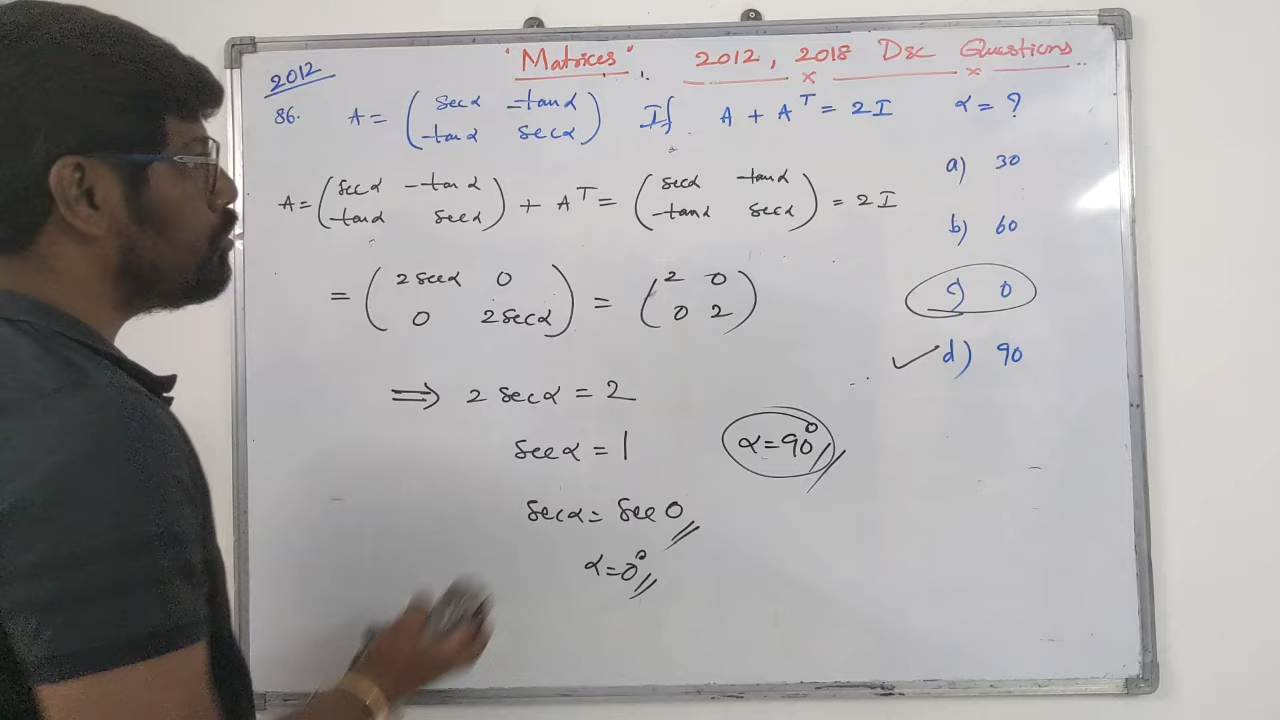 "Matrices" 2012, 2018 Dsc Questions
2012
86. A = ( secα -tanα If A + Aᵀ = 2I α = ?
tanα secα )
a) 30
A = ( secα -tanα + Aᵀ = ( secα tanα = 2I
tanα secα ) -tanα secα )
b) 60
= ( 2secα 0 = ( 2 0
0 2secα ) 0 2 )
c) 0
⇒ 2 secα = 2
✓ d) 90
secα = 1
α = 90°
secα = sec 0
α = 0°